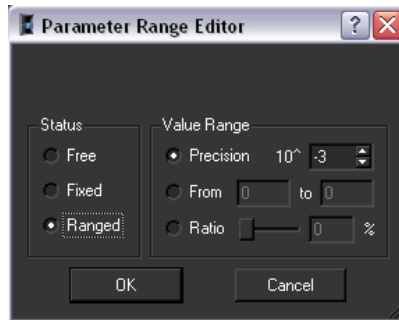 Parameter Range Editor
Status
Free
Fixed
Ranged
Value Range
Precision 10^ -3
From 0 to 0
Ratio 0 %
OK Cancel